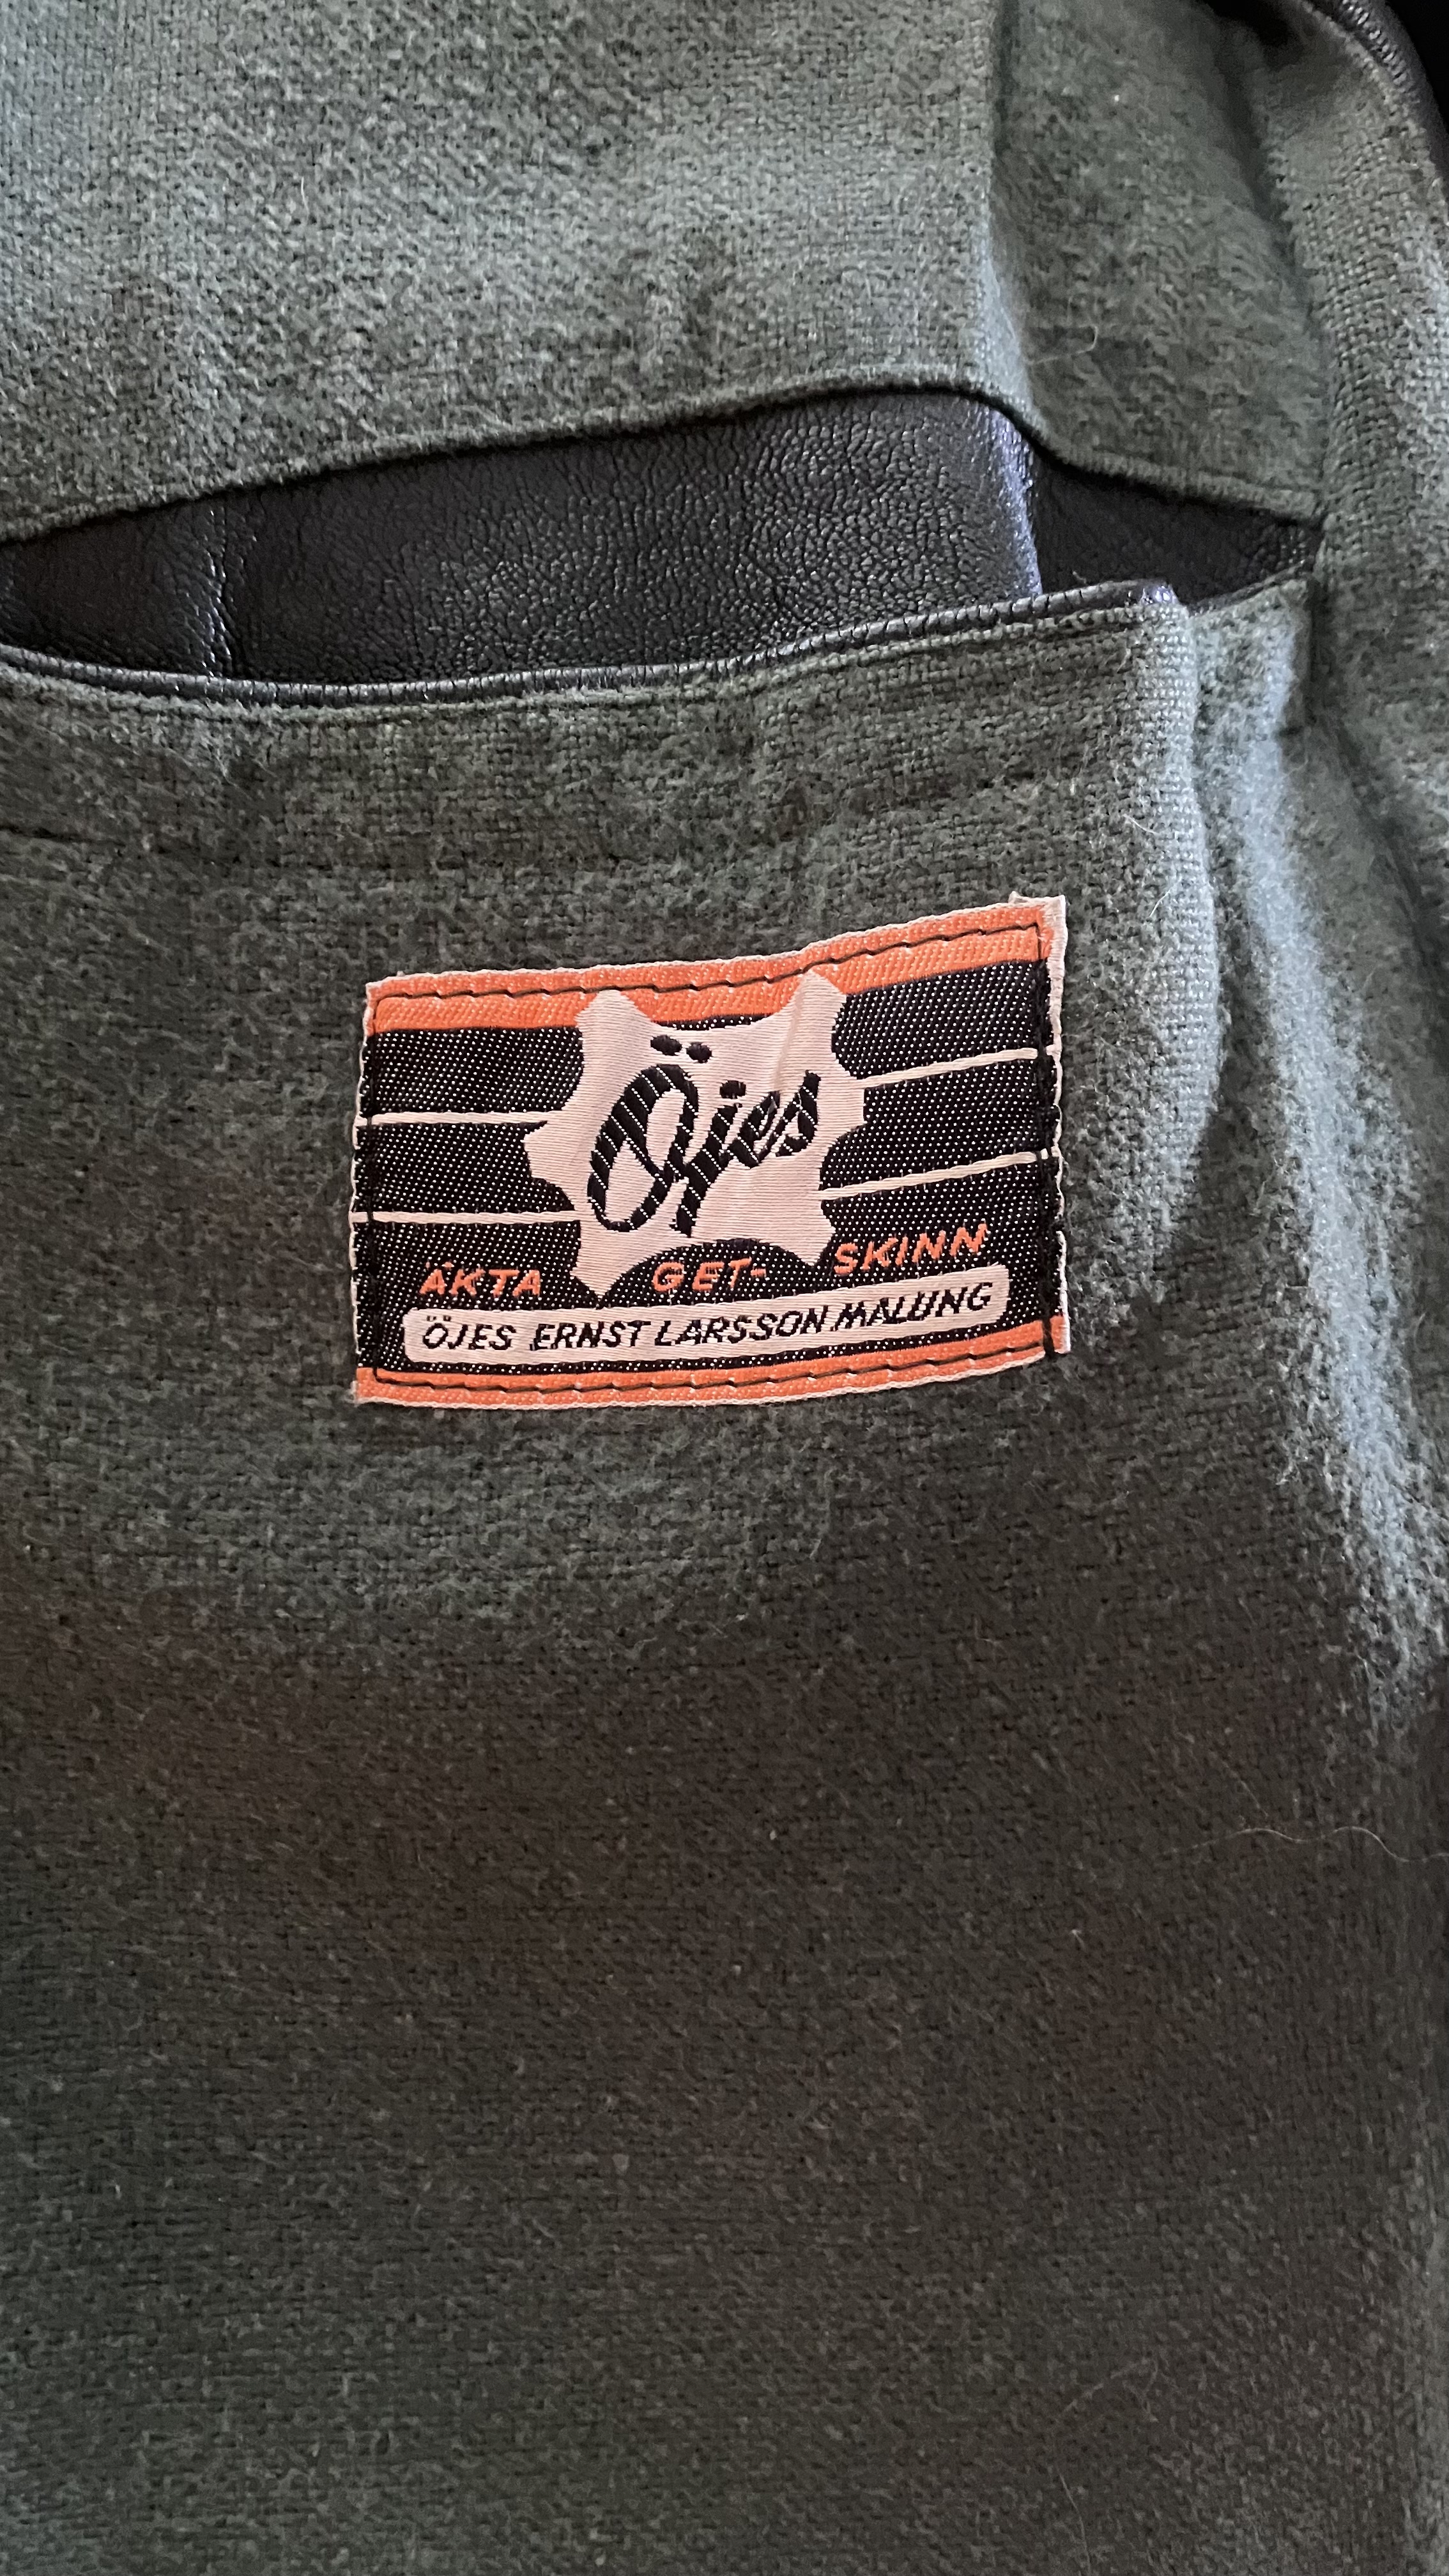 Öjes
ÄKTA GET- SKINN
ÖJES ERNST LARSSON MALUNG